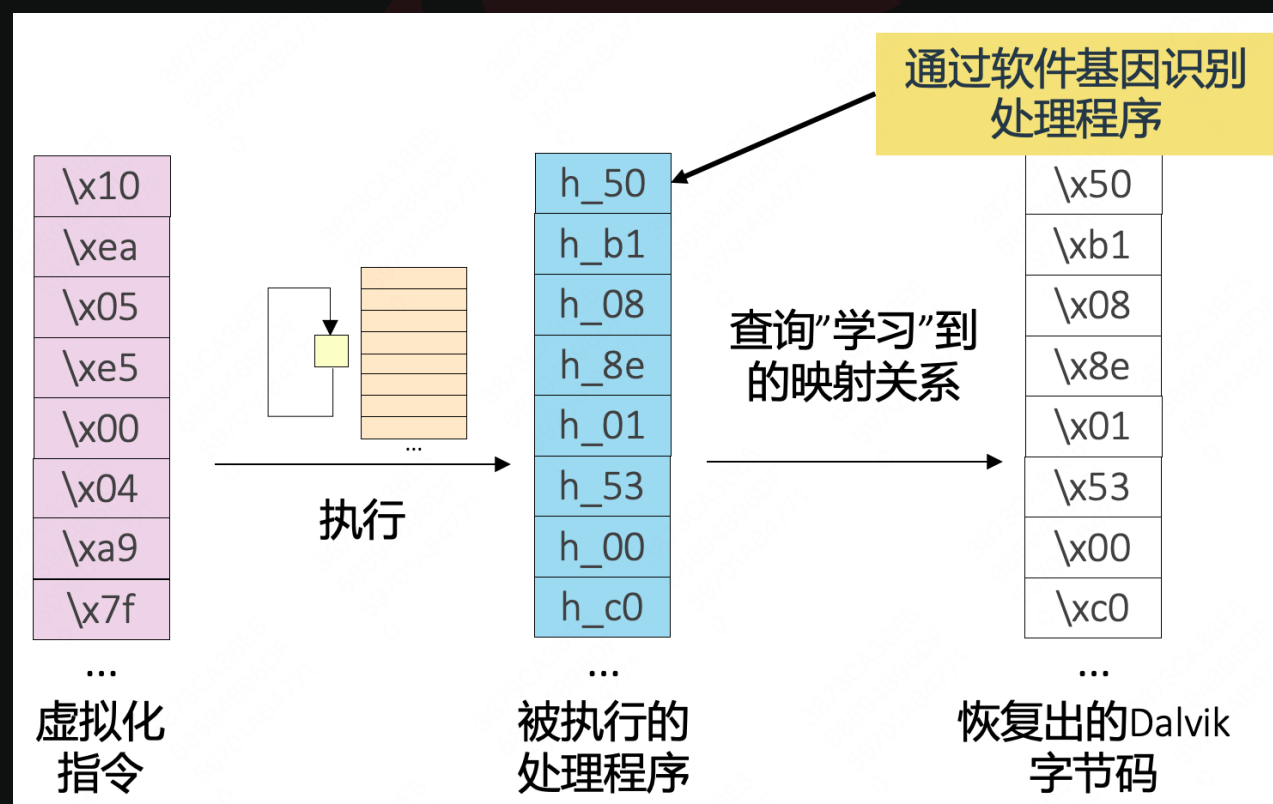 通过软件基因识别
处理程序
\x10
\xea
\x05
\xe5
\x00
\x04
\xa9
\x7f
...
虚拟化
指令
...
执行
h_50
h_b1
h_08
h_8e
h_01
h_53
h_00
h_c0
...
被执行的
处理程序
查询”学习”到
的映射关系
\x50
\xb1
\x08
\x8e
\x01
\x53
\x00
\xc0
...
恢复出的Dalvik
字节码